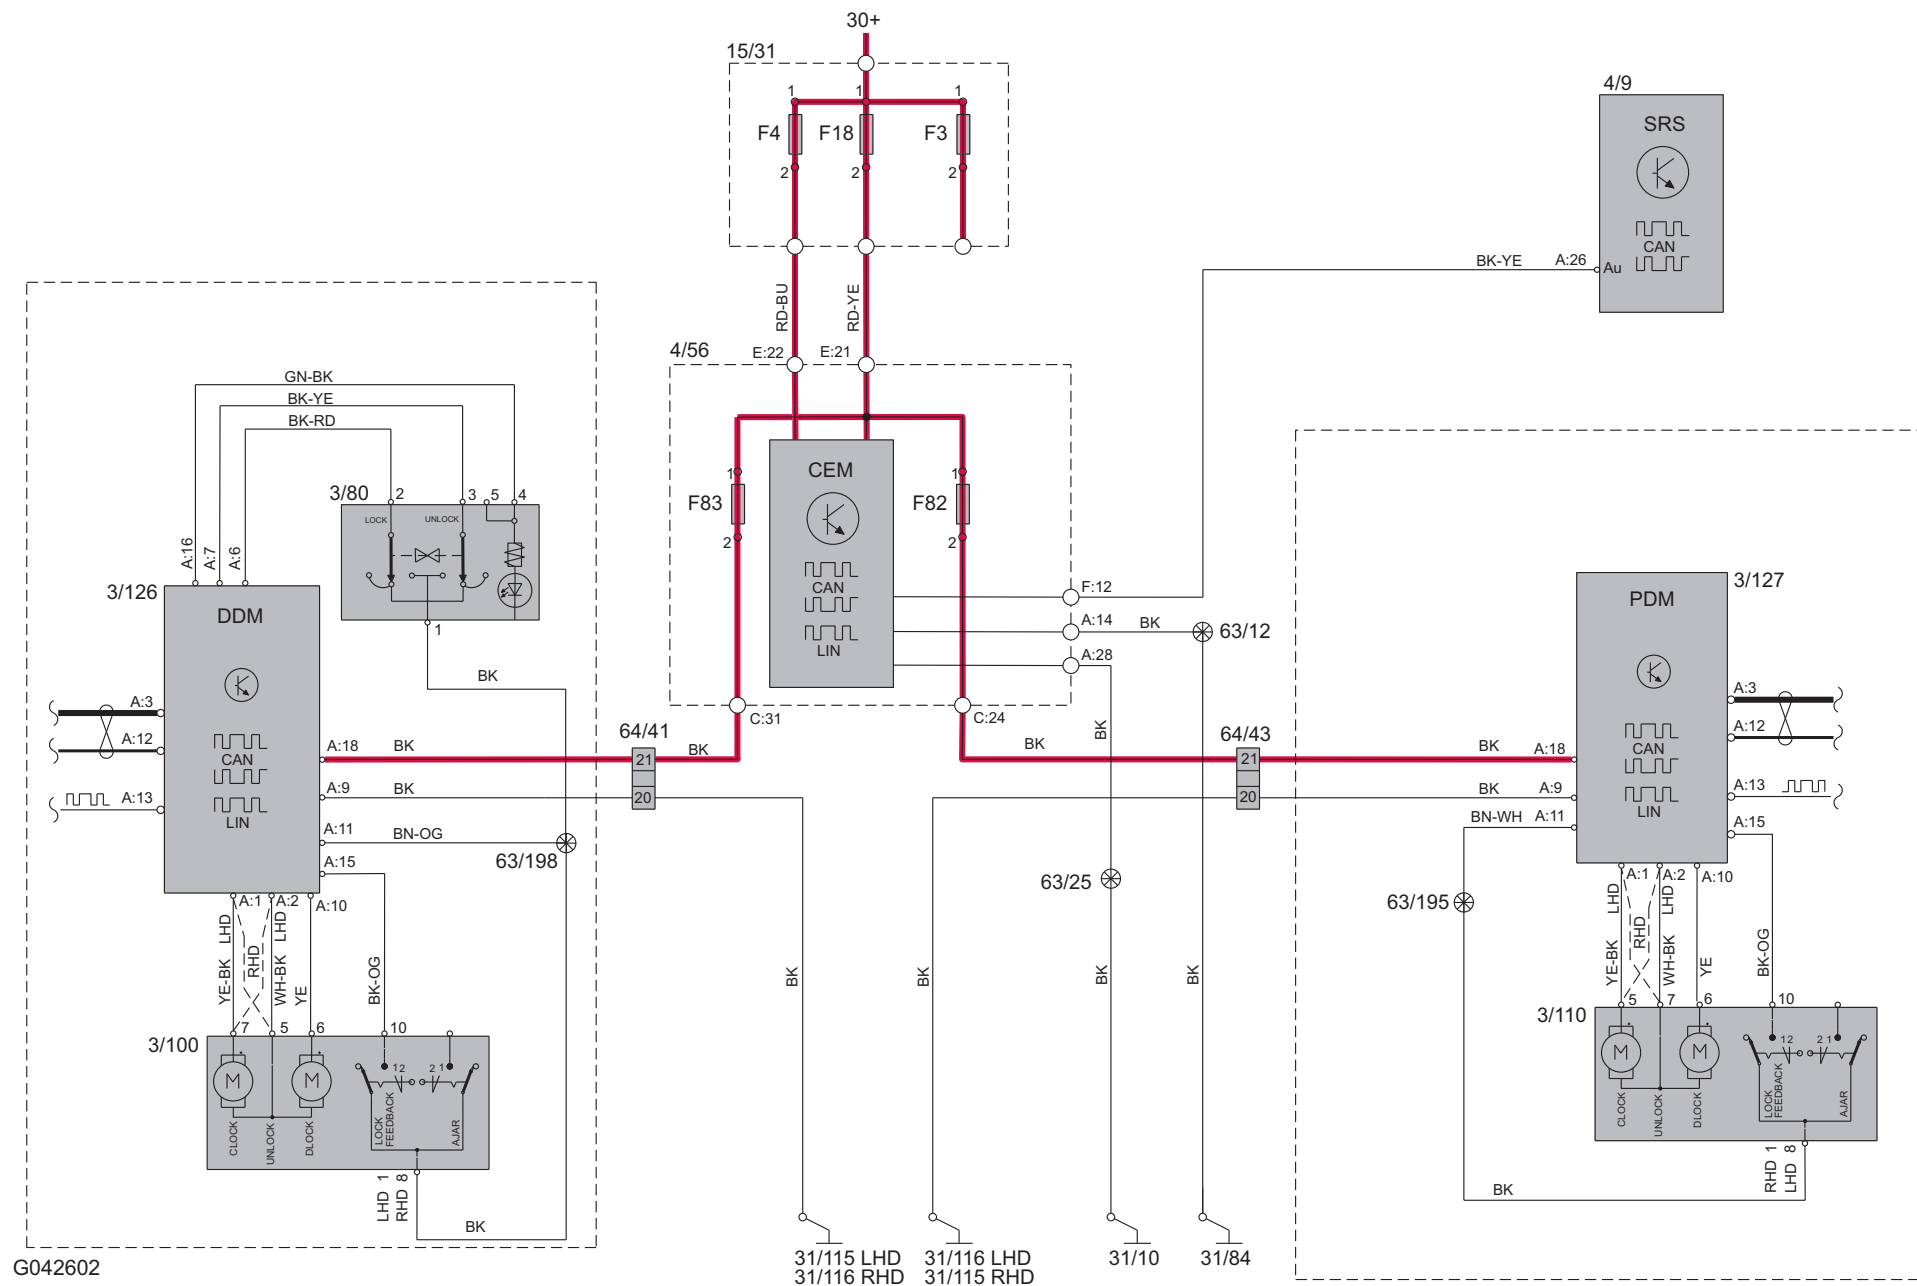 30+
15/31
1 1 1
F4 F18 F3
2 2 2
RD-BU RD-YE
4/9
SRS
CAN
BK-YE A:26 Au
4/56 E:22 E:21
CEM
CAN
LIN
1 1
F83 F82
2 2
F:12
A:14 BK 63/12
A:28
C:31 C:24
BK
GN-BK
BK-YE
BK-RD
A:16 A:7 A:6
3/80 2 3 5 4
LOCK UNLOCK
1
BK
3/126
DDM
CAN
LIN
A:3
A:12
A:13
A:18 BK
A:9 BK
A:11 BN-OG
A:15
63/198
64/41
21 BK
20
A:1 A:2 A:10
YE-BK LHD
RHD
WH-BK LHD
YE
BK-OG
3/100
7 5 6 10
M M
1 2 2 1
CLOCK
UNLOCK
DLOCK
LOCK
FEEDBACK
AJAR
LHD 1
RHD 8
BK
64/43
BK 21
20
BK A:18
BK A:9
BN-WH A:11
3/127
PDM
CAN
LIN
A:3
A:12
A:13
A:15
63/195
A:1 A:2 A:10
YE-BK LHD
RHD
WH-BK LHD
YE
BK-OG
3/110
5 7 6 10
M M
1 2 2 1
CLOCK
UNLOCK
DLOCK
LOCK
FEEDBACK
AJAR
RHD 1
LHD 8
BK
63/25
BK BK BK BK
31/115 LHD
31/116 RHD
31/116 LHD
31/115 RHD
31/10
31/84
G042602